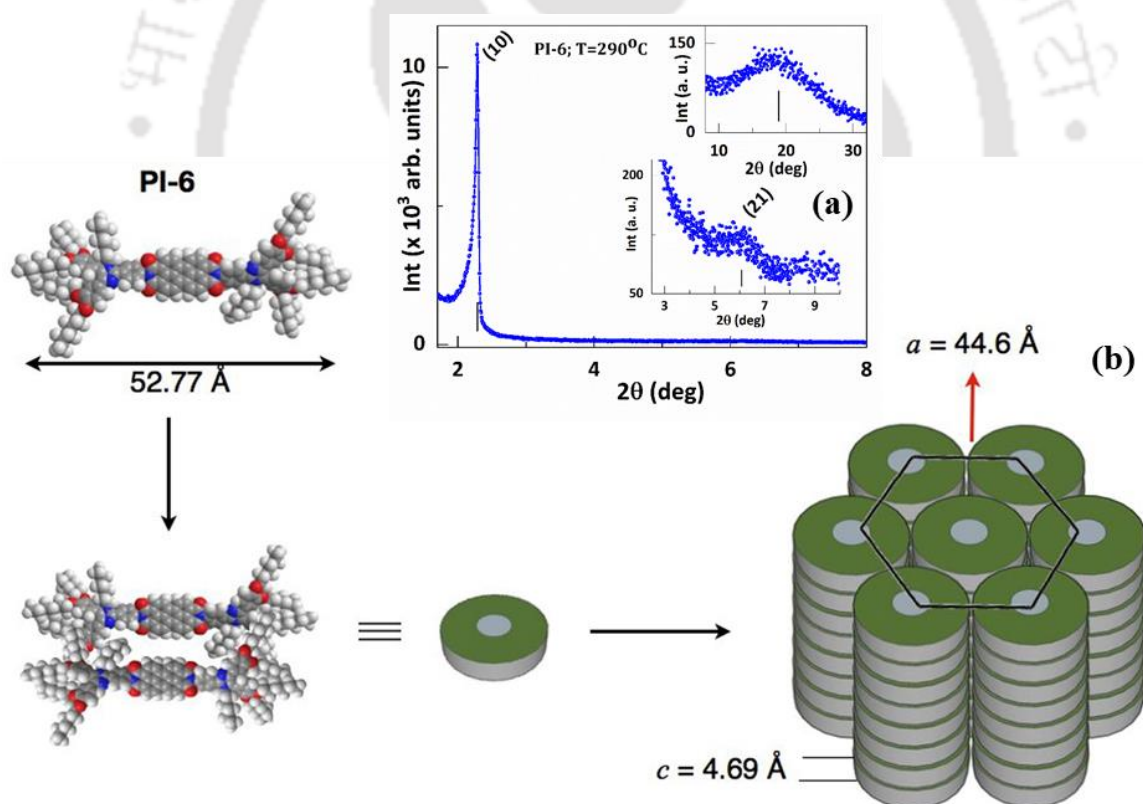 (10)
PI-6; T=290°C
10
0
Int (x 10³ arb. units)
2
4
6
8
2θ (deg)
150
0
Int (a. u.)
10
20
30
2θ (deg)
200
50
Int (a. u.)
(21)
3
5
7
9
2θ (deg)
(a)
PI-6
52.77 Å
a = 44.6 Å
(b)
c = 4.69 Å